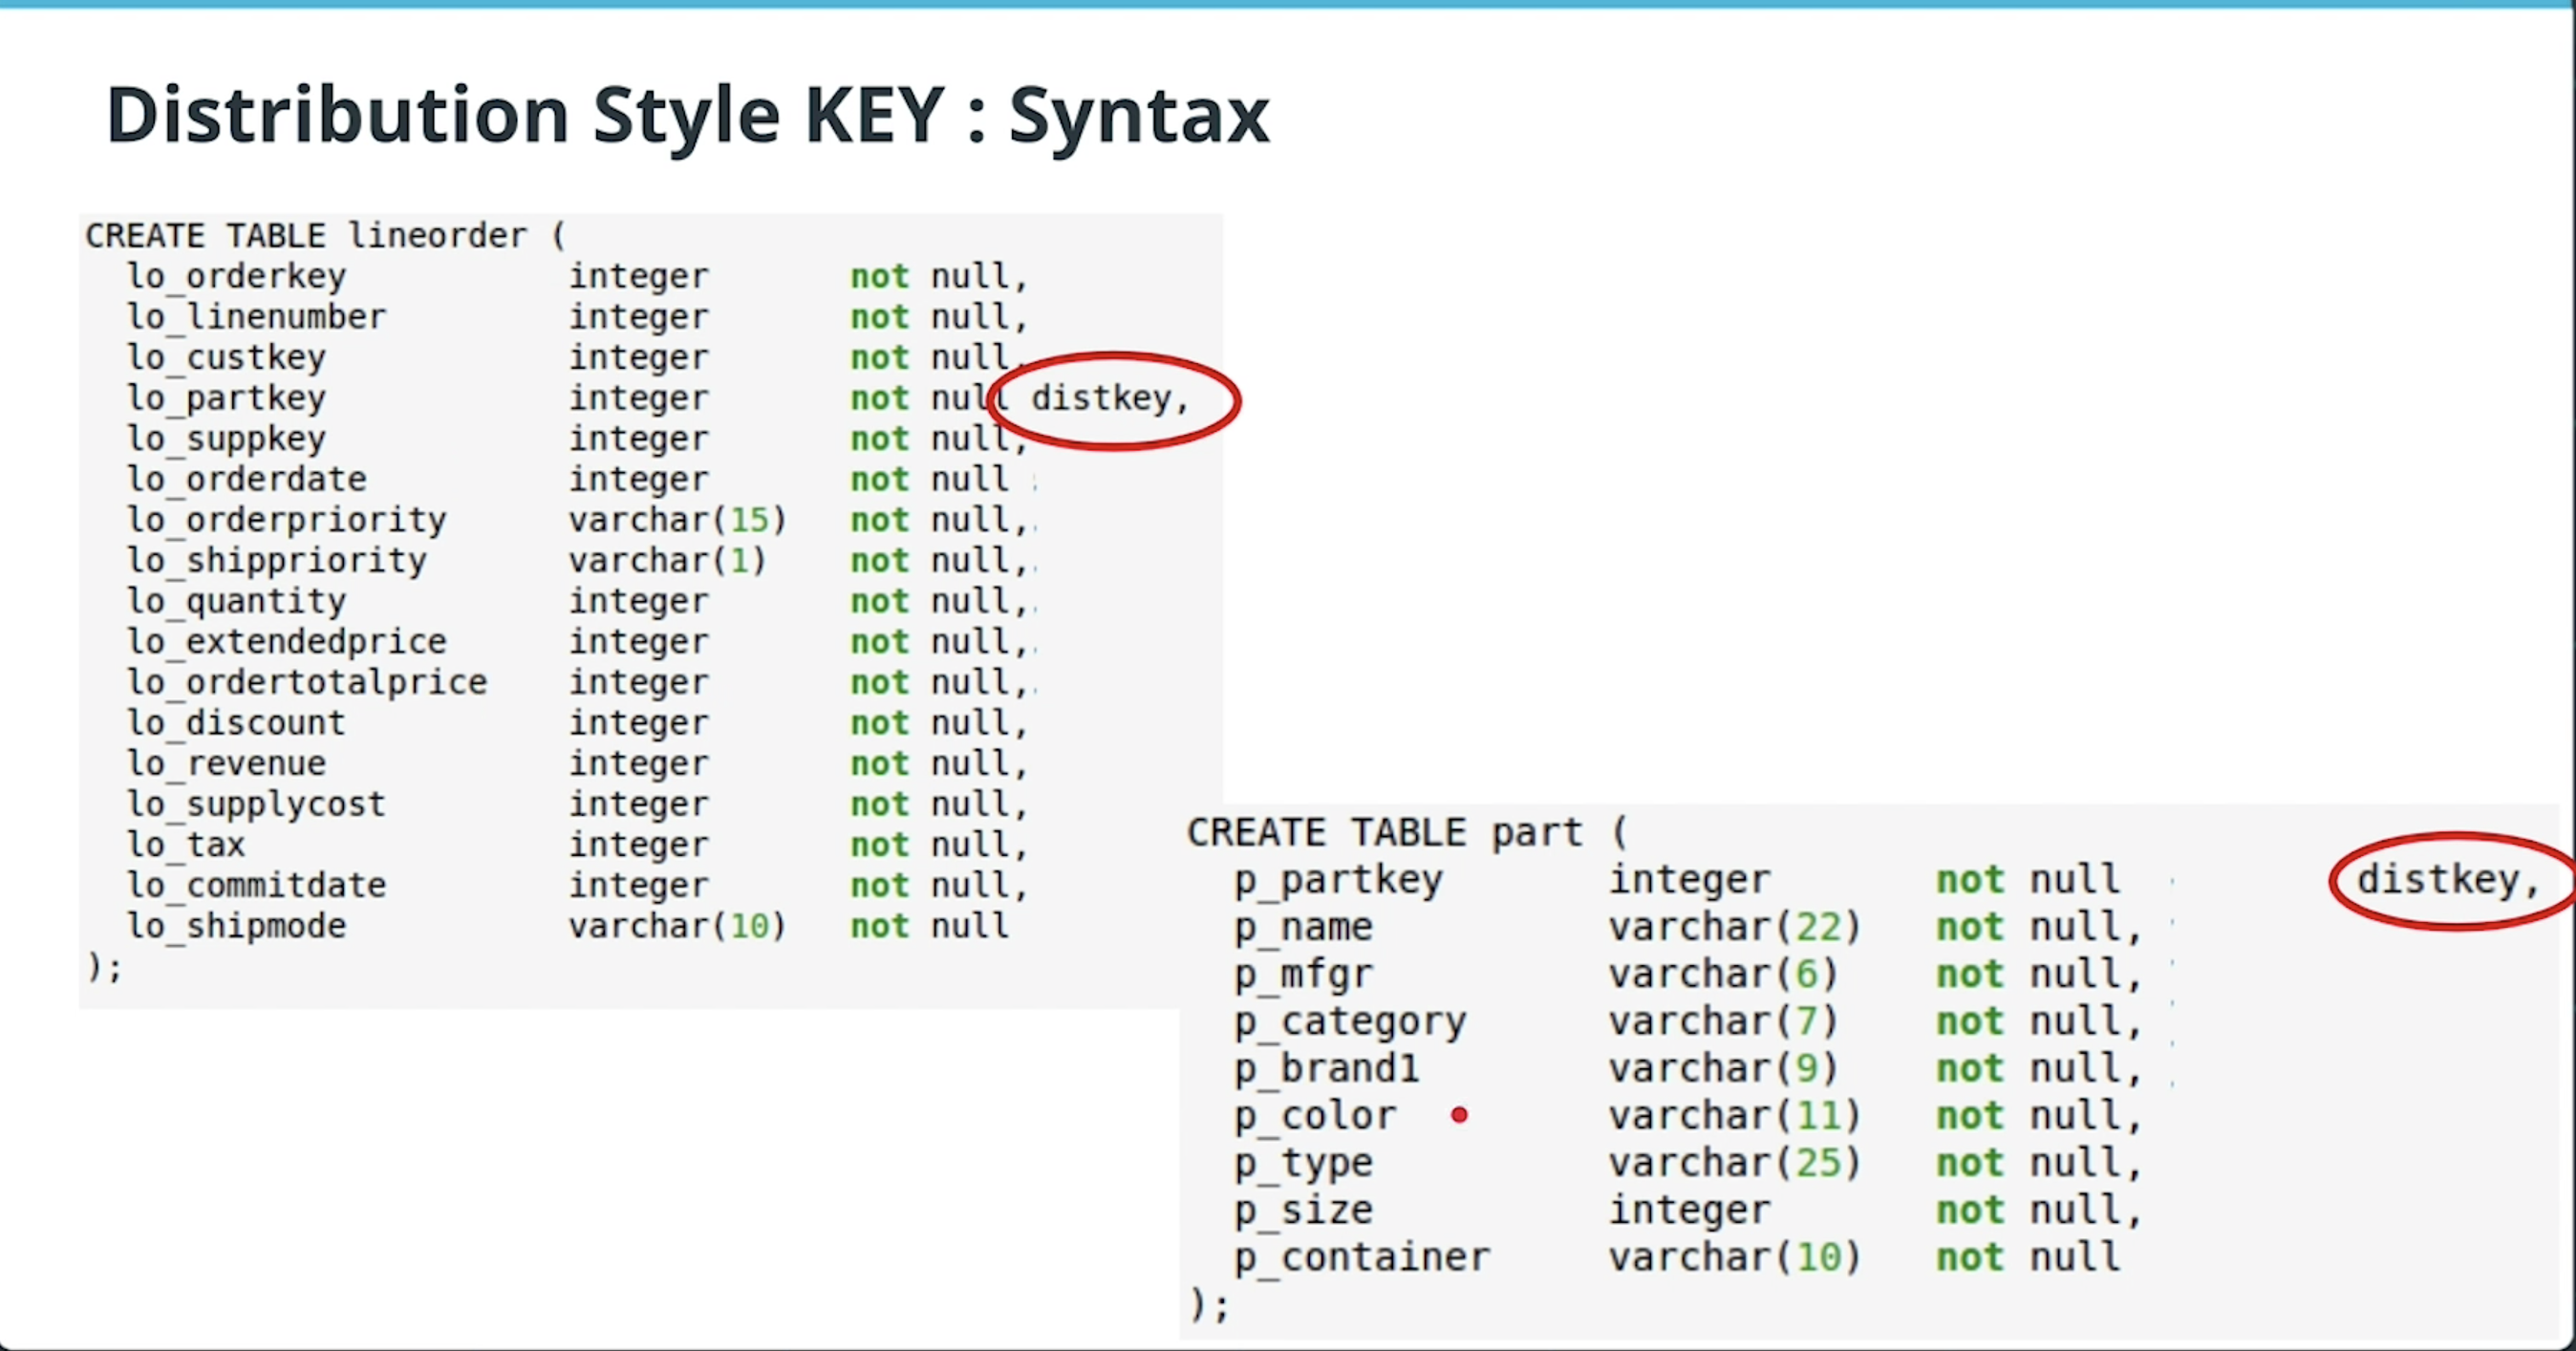 Distribution Style KEY : Syntax
CREATE TABLE lineorder (
lo_orderkey integer not null,
lo_linenumber integer not null,
lo_custkey integer not null,
lo_partkey integer not null distkey,
lo_suppkey integer not null,
lo_orderdate integer not null
lo_orderpriority varchar(15) not null,
lo_shippriority varchar(1) not null,
lo_quantity integer not null,
lo_extendedprice integer not null,
lo_ordertotalprice integer not null,
lo_discount integer not null,
lo_revenue integer not null,
lo_supplycost integer not null,
lo_tax integer not null,
lo_commitdate integer not null,
lo_shipmode varchar(10) not null
);
CREATE TABLE part (
p_partkey integer not null distkey,
p_name varchar(22) not null,
p_mfgr varchar(6) not null,
p_category varchar(7) not null,
p_brand1 varchar(9) not null,
p_color varchar(11) not null,
p_type varchar(25) not null,
p_size integer not null,
p_container varchar(10) not null
);